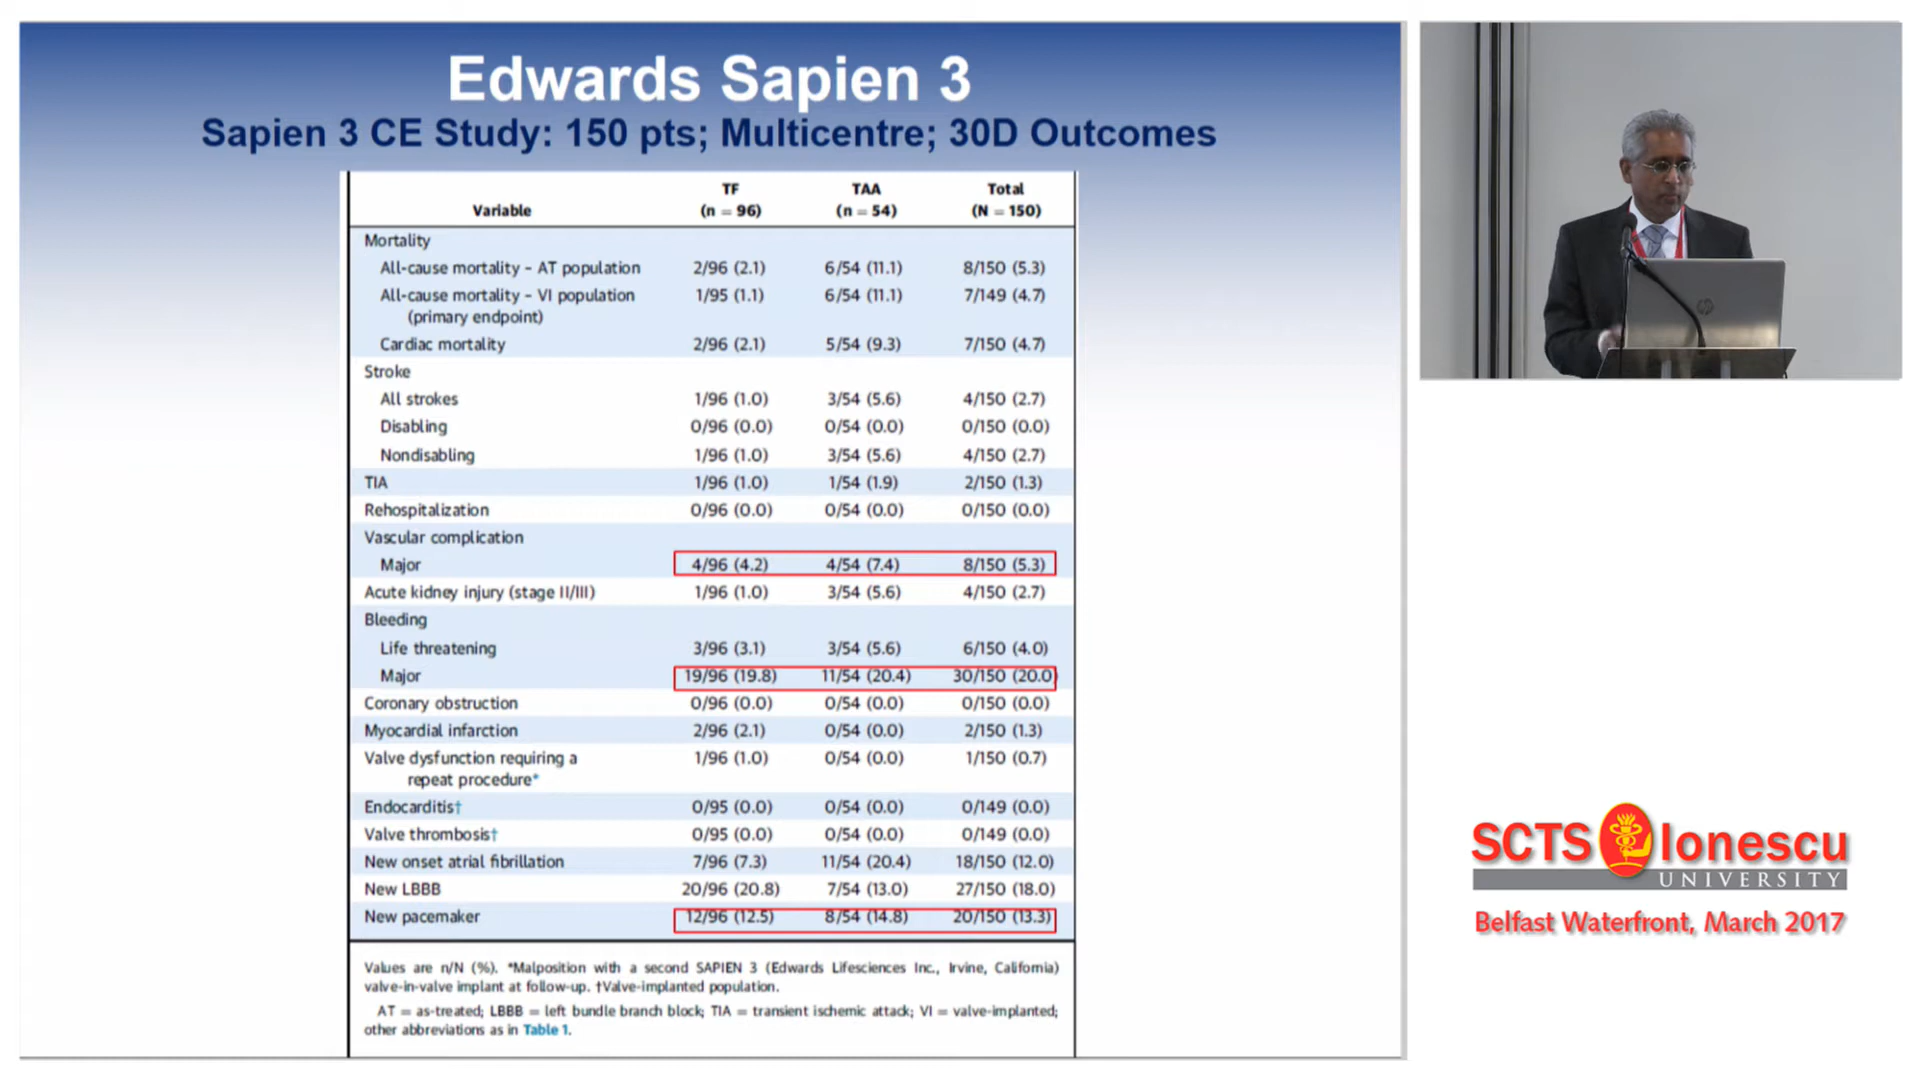 Edwards Sapien 3
Sapien 3 CE Study: 150 pts; Multicentre; 30D Outcomes
Variable TF (n = 96) TAA (n = 54) Total (N = 150)
Mortality
All-cause mortality – AT population 2/96 (2.1) 6/54 (11.1) 8/150 (5.3)
All-cause mortality – VI population 1/95 (1.1) 6/54 (11.1) 7/149 (4.7)
(primary endpoint)
Cardiac mortality 2/96 (2.1) 5/54 (9.3) 7/150 (4.7)
Stroke
All strokes 1/96 (1.0) 3/54 (5.6) 4/150 (2.7)
Disabling 0/96 (0.0) 0/54 (0.0) 0/150 (0.0)
Nondisabling 1/96 (1.0) 3/54 (5.6) 4/150 (2.7)
TIA 1/96 (1.0) 1/54 (1.9) 2/150 (1.3)
Rehospitalization 0/96 (0.0) 0/54 (0.0) 0/150 (0.0)
Vascular complication
Major 4/96 (4.2) 4/54 (7.4) 8/150 (5.3)
Acute kidney injury (stage II/III) 1/96 (1.0) 3/54 (5.6) 4/150 (2.7)
Bleeding
Life threatening 3/96 (3.1) 3/54 (5.6) 6/150 (4.0)
Major 19/96 (19.8) 11/54 (20.4) 30/150 (20.0)
Coronary obstruction 0/96 (0.0) 0/54 (0.0) 0/150 (0.0)
Myocardial infarction 2/96 (2.1) 0/54 (0.0) 2/150 (1.3)
Valve dysfunction requiring a 1/96 (1.0) 0/54 (0.0) 1/150 (0.7)
repeat procedure*
Endocarditis† 0/95 (0.0) 0/54 (0.0) 0/149 (0.0)
Valve thrombosis† 0/95 (0.0) 0/54 (0.0) 0/149 (0.0)
New onset atrial fibrillation 7/96 (7.3) 11/54 (20.4) 18/150 (12.0)
New LBBB 20/96 (20.8) 7/54 (13.0) 27/150 (18.0)
New pacemaker 12/96 (12.5) 8/54 (14.8) 20/150 (13.3)
Values are n/N (%). *Malposition with a second SAPIEN 3 (Edwards Lifesciences Inc., Irvine, California)
valve-in-valve implant at follow-up. †Valve-implanted population.
AT = as-treated; LBBB = left bundle branch block; TIA = transient ischemic attack; VI = valve-implanted;
other abbreviations as in Table 1.
hp
SCTS Ionescu
UNIVERSITY
Belfast Waterfront, March 2017